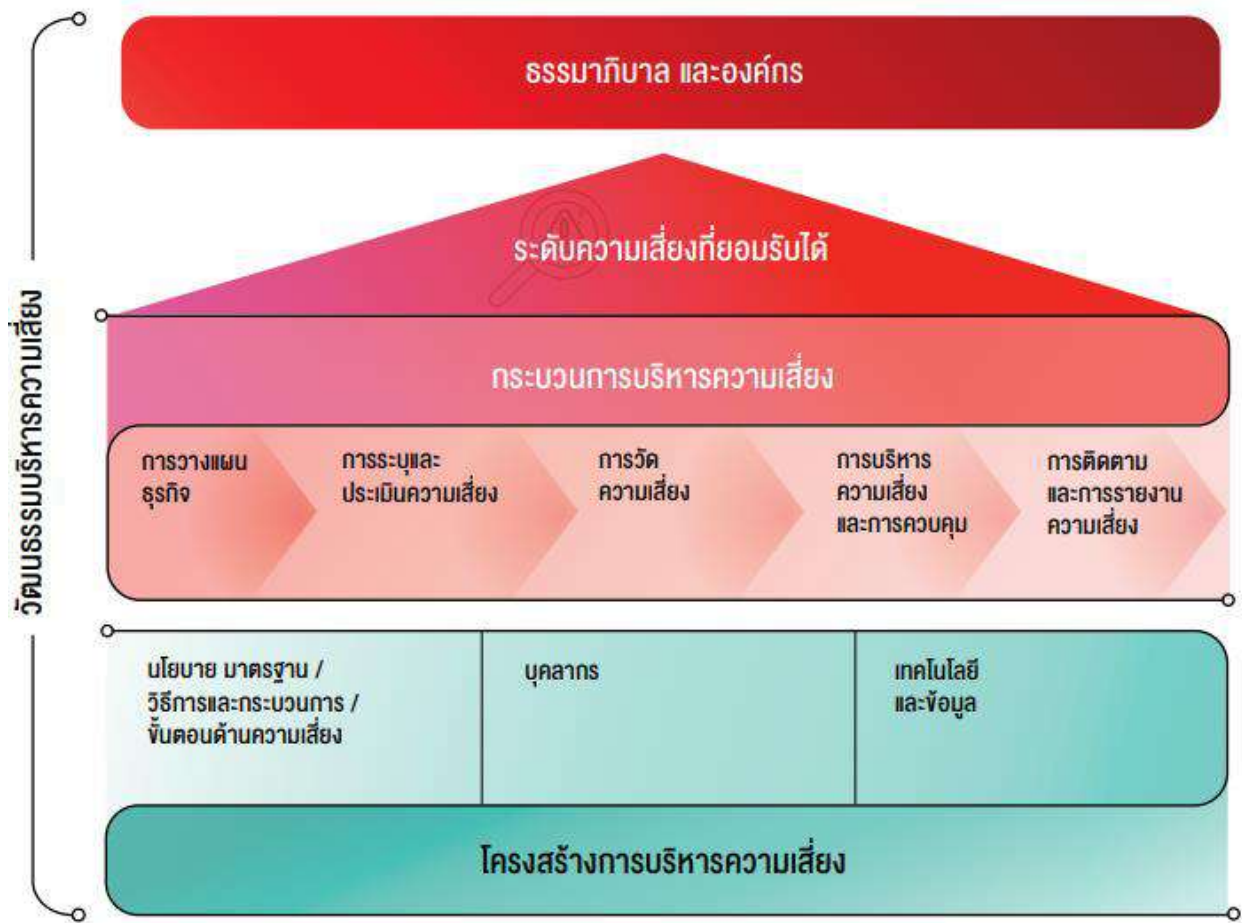 ธรรมาภิบาล และองค์กร
ระดับความเสี่ยงที่ยอมรับได้
วัฒนธรรมบริหารความเสี่ยง
กระบวนการบริหารความเสี่ยง
การวางแผน
ธุรกิจ
การระบุและ
ประเมินความเสี่ยง
การวัด
ความเสี่ยง
การบริหาร
ความเสี่ยง
และการควบคุม
การติดตาม
และการรายงาน
ความเสี่ยง
นโยบาย มาตรฐาน /
วิธีการและกระบวนการ /
ขั้นตอนด้านความเสี่ยง
บุคลากร
เทคโนโลยี
และข้อมูล
โครงสร้างการบริหารความเสี่ยง